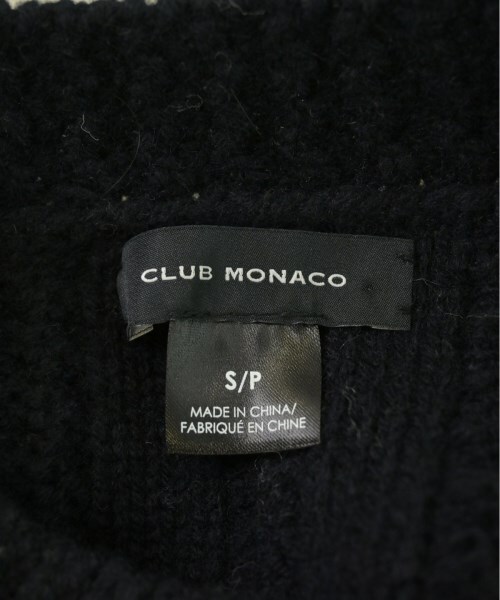 CLUB MONACO
S/P
MADE IN CHINA/
FABRIQUÉ EN CHINE